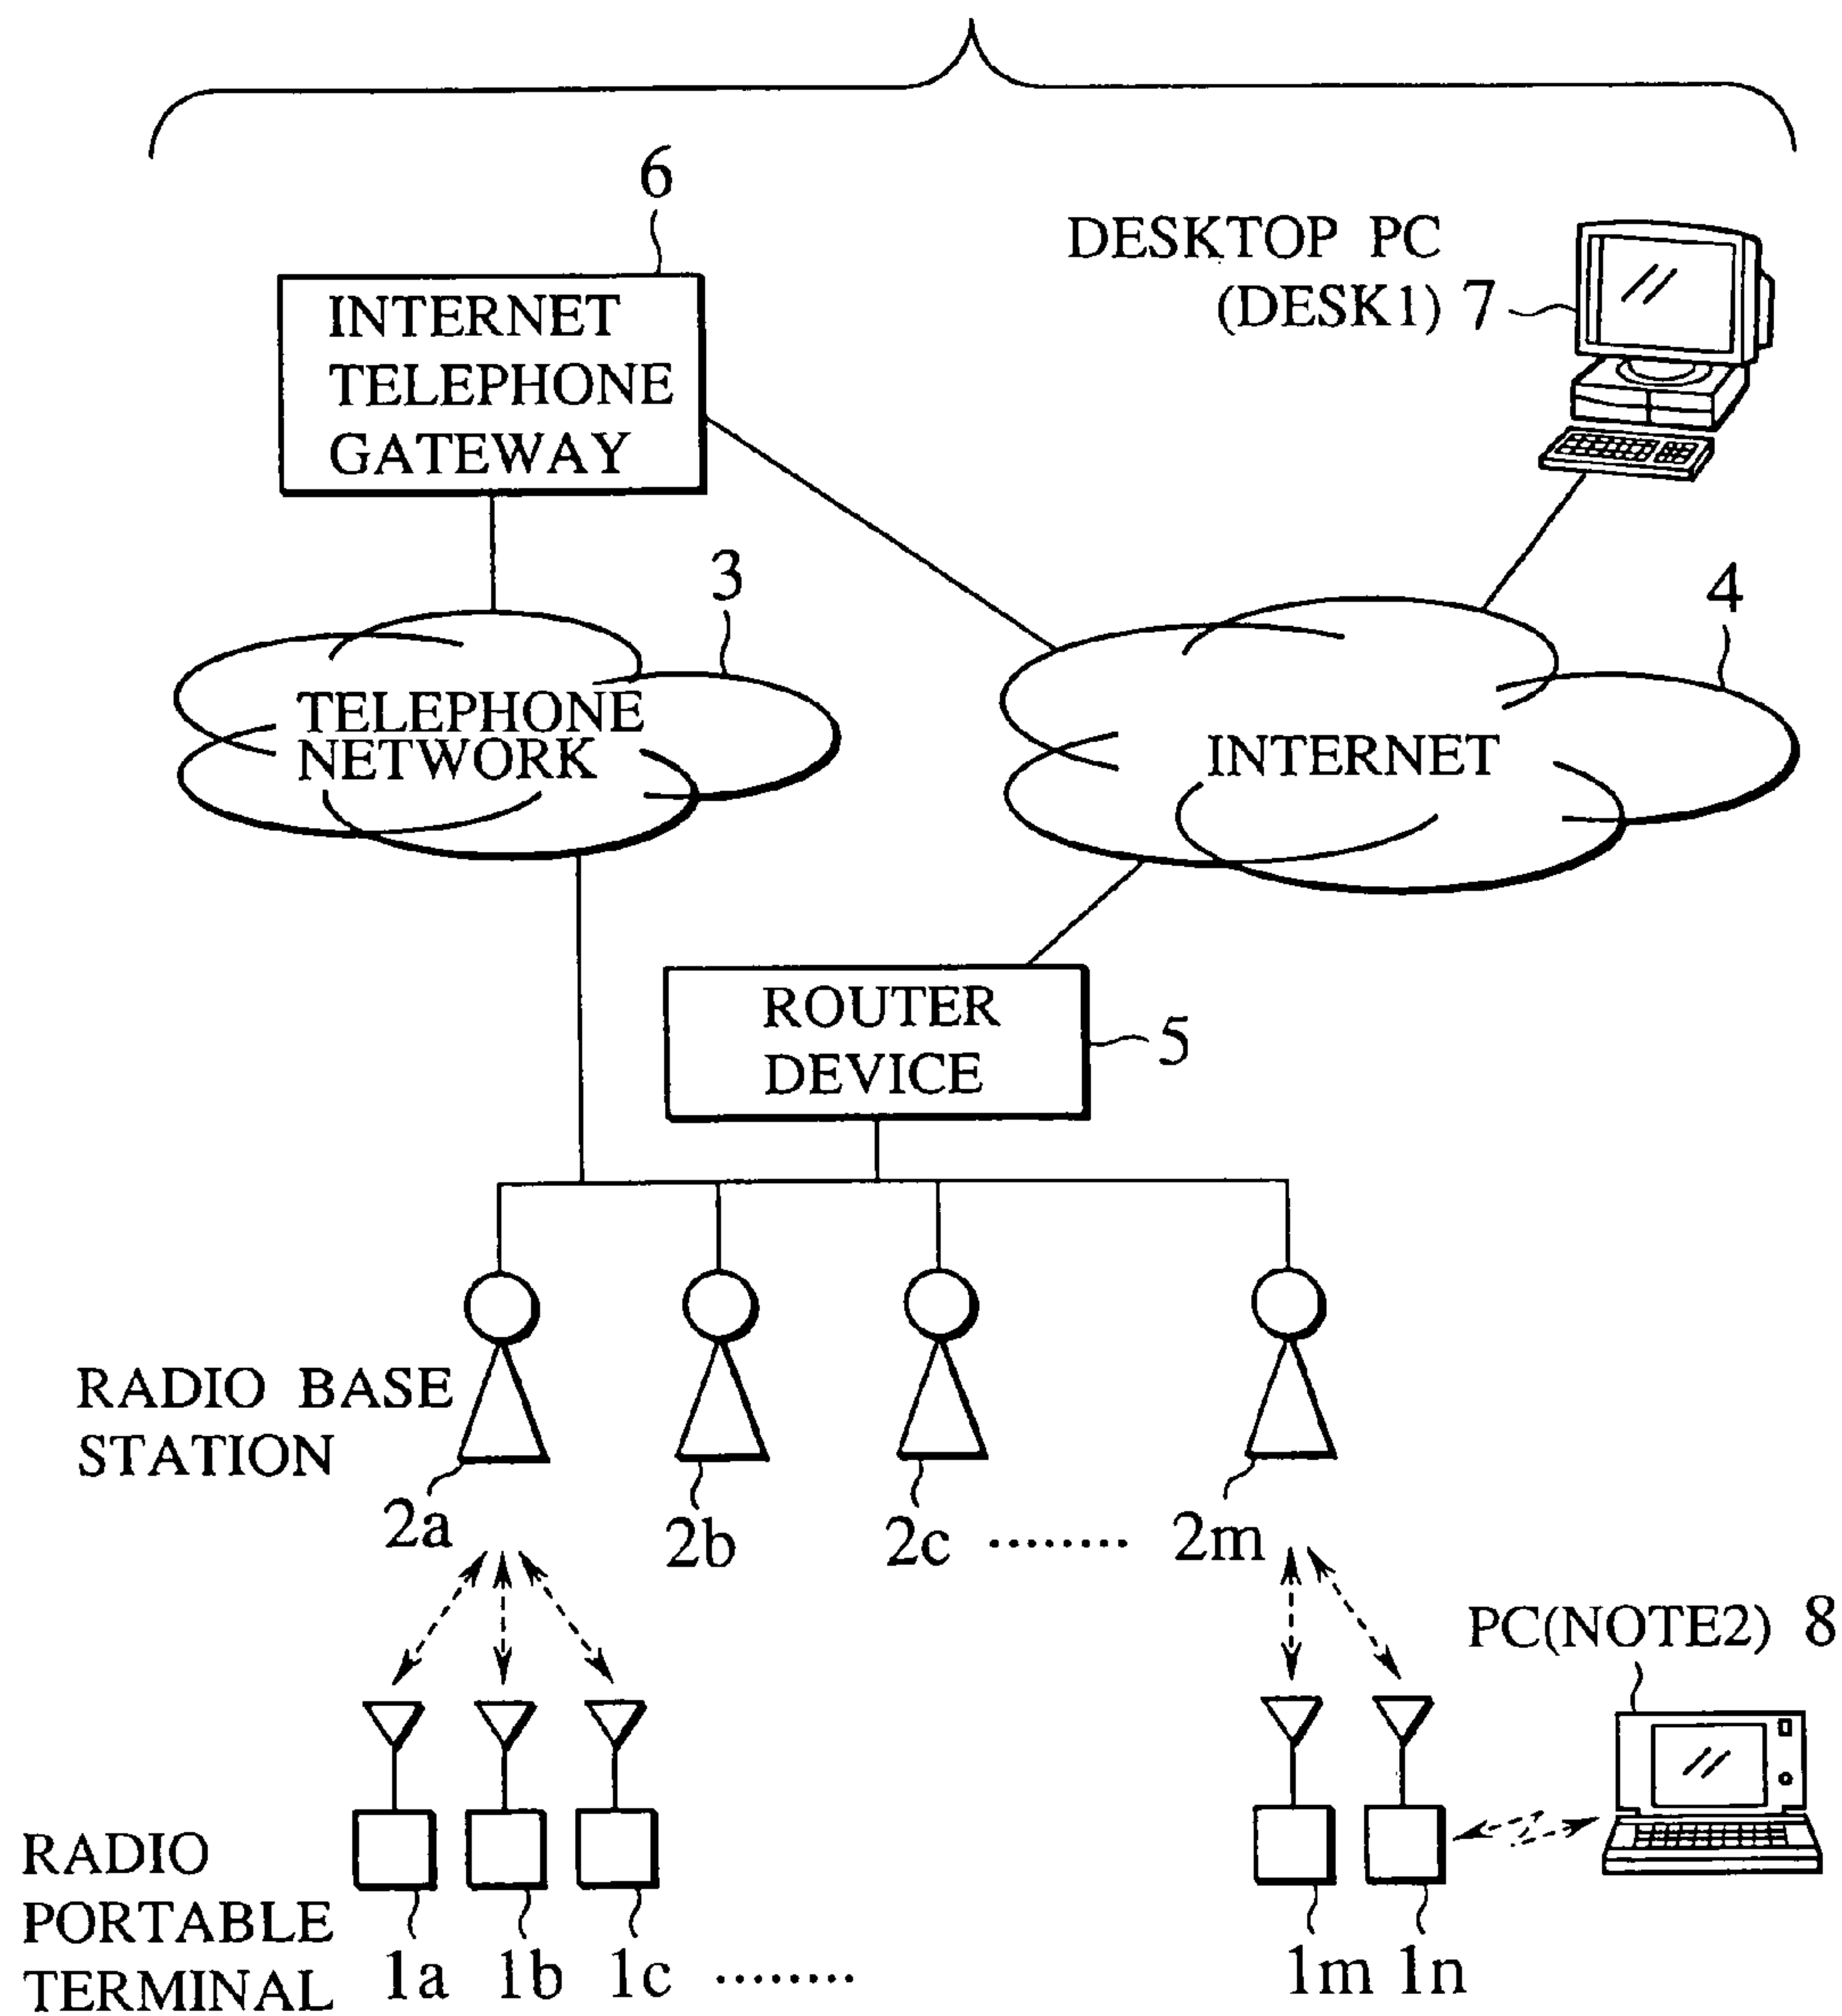 6
DESKTOP PC
(DESK1) 7
INTERNET
TELEPHONE
GATEWAY
3
4
TELEPHONE
NETWORK
INTERNET
ROUTER
DEVICE
5
RADIO BASE
STATION
2a 2b 2c ........ 2m
PC(NOTE2) 8
RADIO
PORTABLE
TERMINAL
1a 1b 1c ........ 1m 1n